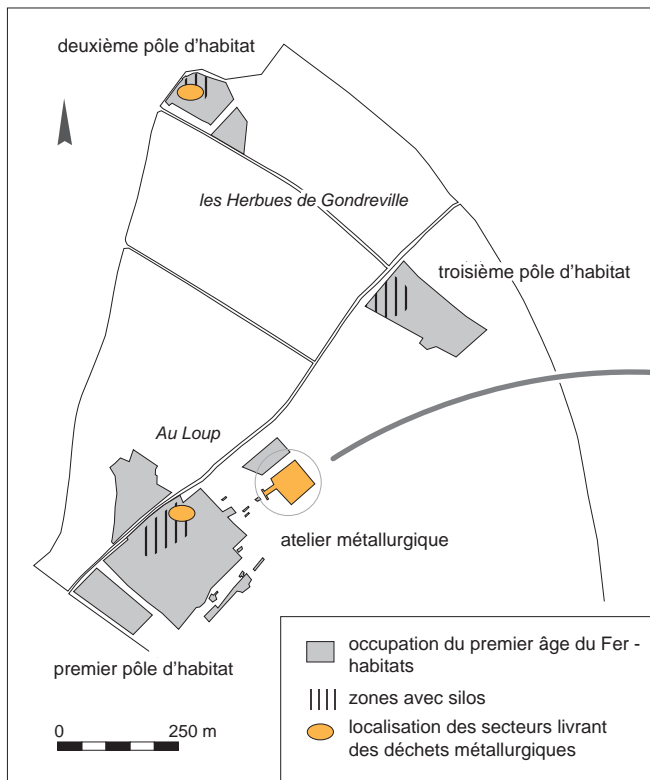 deuxième pôle d'habitat
les Herbues de Gondreville
troisième pôle d'habitat
Au Loup
atelier métallurgique
premier pôle d'habitat
0 250 m
occupation du premier âge du Fer -
habitats
zones avec silos
localisation des secteurs livrant
des déchets métallurgiques